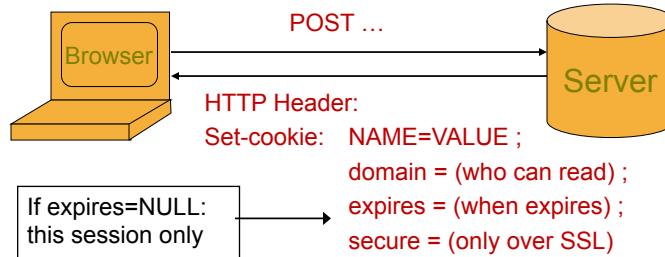 POST …
Browser
Server
HTTP Header:
Set-cookie: NAME=VALUE ;
domain = (who can read) ;
expires = (when expires) ;
secure = (only over SSL)
If expires=NULL:
this session only